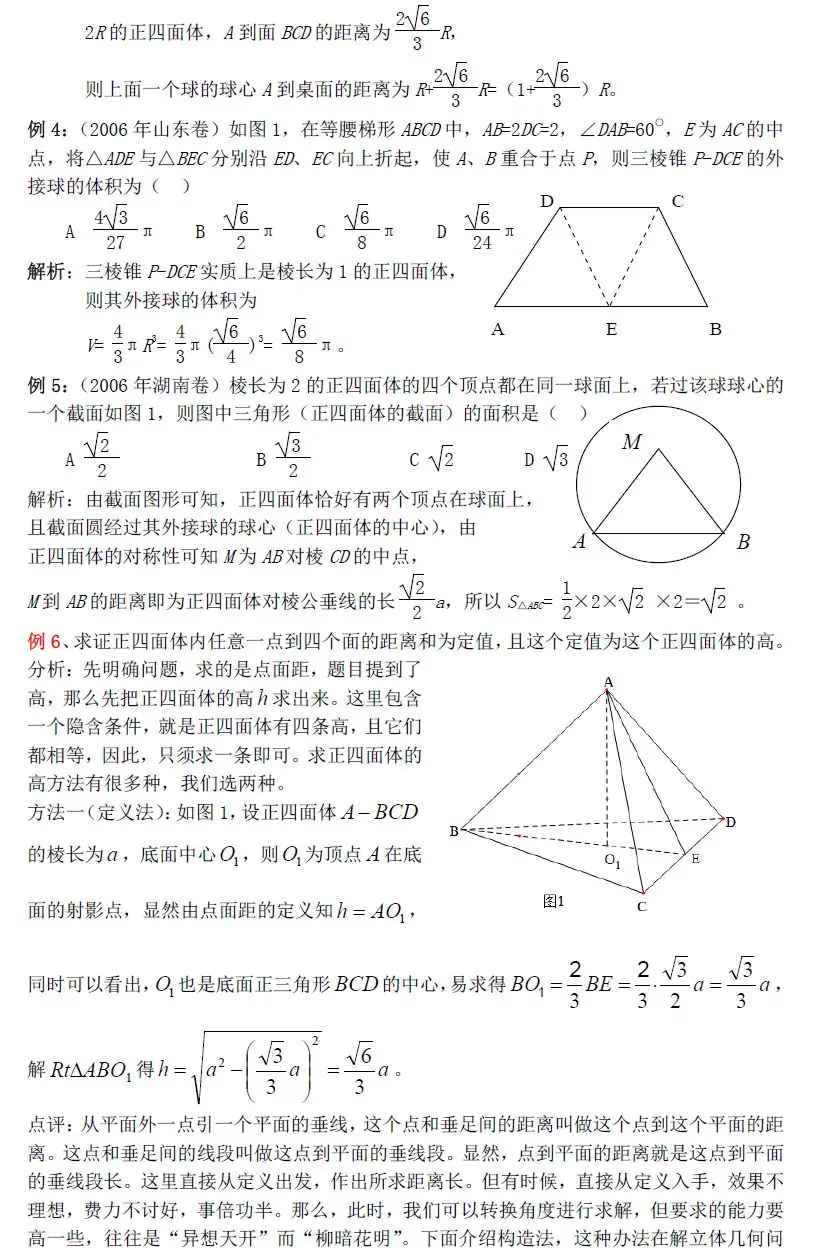 2R的正四面体，A到面BCD的距离为$\frac{2\sqrt{6}}{3}$R，
则上面一个球的球心A到桌面的距离为R+$\frac{2\sqrt{6}}{3}$R=（1+$\frac{2\sqrt{6}}{3}$）R。
例4：（2006年山东卷）如图1，在等腰梯形ABCD中，AB=2DC=2，∠DAB=60○，E为AC的中
点，将△ADE与△BEC分别沿ED、EC向上折起，使A、B重合于点P，则三棱锥P-DCE的外
接球的体积为（ ）
A $\frac{4\sqrt{3}}{27}$π B $\frac{\sqrt{6}}{2}$π C $\frac{\sqrt{6}}{8}$π D $\frac{\sqrt{6}}{24}$π
D C
解析：三棱锥P-DCE实质上是棱长为1的正四面体，
则其外接球的体积为
V= $\frac{4}{3}$πR³= $\frac{4}{3}$π($\frac{\sqrt{6}}{4}$)³= $\frac{\sqrt{6}}{8}$π。
A E B
例5：（2006年湖南卷）棱长为2的正四面体的四个顶点都在同一球面上，若过该球球心的
一个截面如图1，则图中三角形（正四面体的截面）的面积是（ ）
A $\frac{\sqrt{2}}{2}$ B $\frac{\sqrt{3}}{2}$ C $\sqrt{2}$ D $\sqrt{3}$
M
解析：由截面图形可知，正四面体恰好有两个顶点在球面上，
且截面圆经过其外接球的球心（正四面体的中心），由
正四面体的对称性可知M为AB对棱CD的中点，
A B
M到AB的距离即为正四面体对棱公垂线的长$\frac{\sqrt{2}}{2}$a，所以S△ABC= $\frac{1}{2}$×2×$\sqrt{2}$ ×2=$\sqrt{2}$ 。
例6、求证正四面体内任意一点到四个面的距离和为定值，且这个定值为这个正四面体的高。
分析：先明确问题，求的是点面距，题目提到了
高，那么先把正四面体的高h求出来。这里包含
一个隐含条件，就是正四面体有四条高，且它们
都相等，因此，只须求一条即可。求正四面体的
高方法有很多种，我们选两种。
方法一（定义法）：如图1，设正四面体A－BCD
的棱长为a，底面中心O₁，则O₁为顶点A在底
面的射影点，显然由点面距的定义知h＝AO₁，
A
B
D
O₁
E
C
图1
同时可以看出，O₁也是底面正三角形BCD的中心，易求得BO₁＝$\frac{2}{3}$BE＝$\frac{2}{3}\cdot\frac{\sqrt{3}}{2}$a＝$\frac{\sqrt{3}}{3}$a，
解RtΔABO₁得h＝$\sqrt{a^2-\left(\frac{\sqrt{3}}{3}a\right)^2}$＝$\frac{\sqrt{6}}{3}$a。
点评：从平面外一点引一个平面的垂线，这个点和垂足间的距离叫做这个点到这个平面的距
离。这点和垂足间的线段叫做这点到平面的垂线段。显然，点到平面的距离就是这点到平面
的垂线段长。这里直接从定义出发，作出所求距离长。但有时候，直接从定义入手，效果不
理想，费力不讨好，事倍功半。那么，此时，我们可以转换角度进行求解，但要求的能力要
高一些，往往是“异想天开”而“柳暗花明”。下面介绍构造法，这种办法在解立体几何问